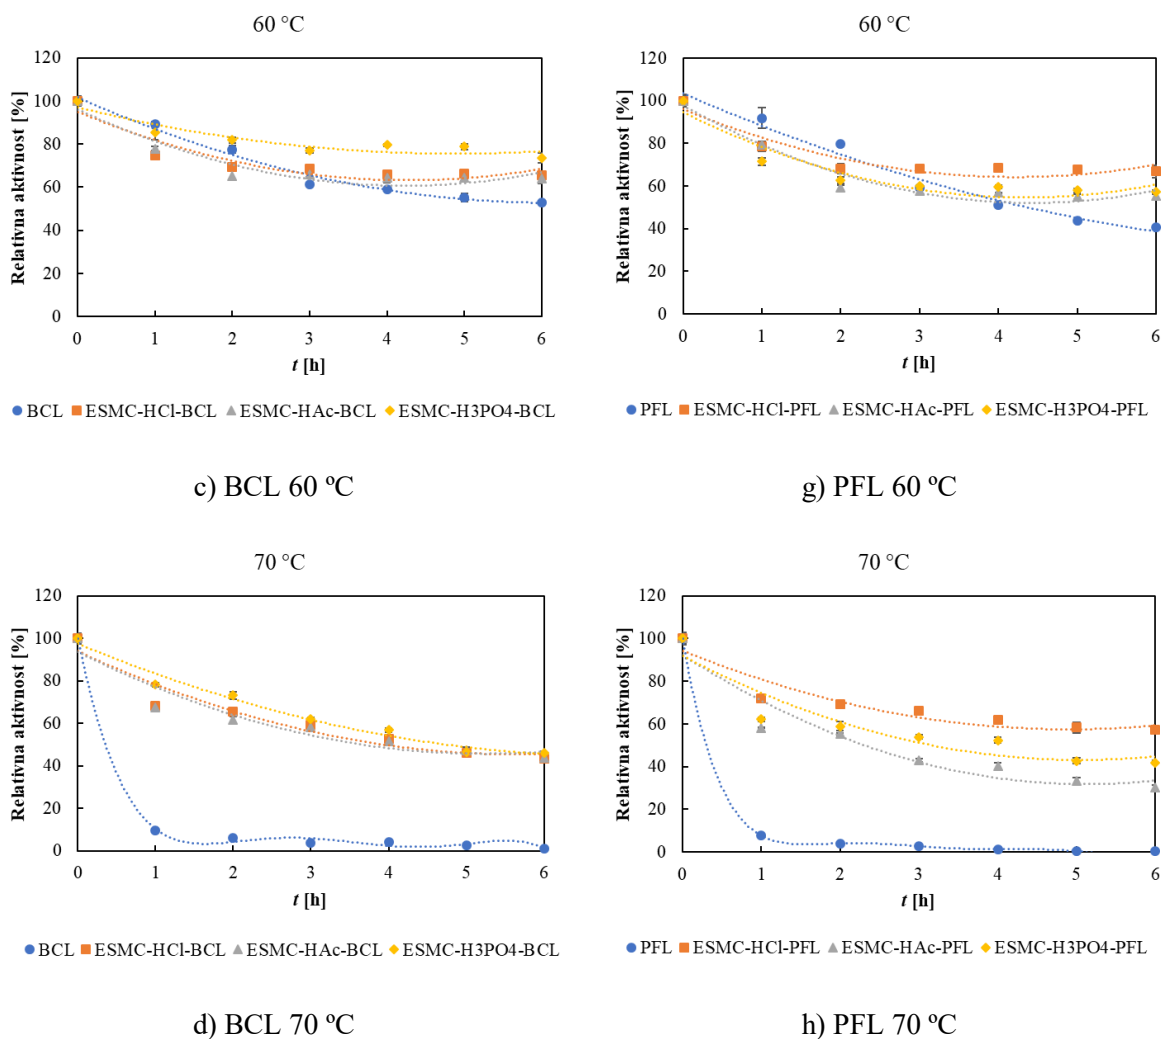 60 °C
Relativna aktivnost [%]
120
100
80
60
40
20
0
0 1 2 3 4 5 6
t [h]
BCL ESMC-HCl-BCL ESMC-HAc-BCL ESMC-H3PO4-BCL
c) BCL 60 ºC
60 °C
Relativna aktivnost [%]
120
100
80
60
40
20
0
0 1 2 3 4 5 6
t [h]
PFL ESMC-HCl-PFL ESMC-HAc-PFL ESMC-H3PO4-PFL
g) PFL 60 ºC
70 °C
Relativna aktivnost [%]
120
100
80
60
40
20
0
0 1 2 3 4 5 6
t [h]
BCL ESMC-HCl-BCL ESMC-HAc-BCL ESMC-H3PO4-BCL
d) BCL 70 ºC
70 °C
Relativna aktivnost [%]
120
100
80
60
40
20
0
0 1 2 3 4 5 6
t [h]
PFL ESMC-HCl-PFL ESMC-HAc-PFL ESMC-H3PO4-PFL
h) PFL 70 ºC